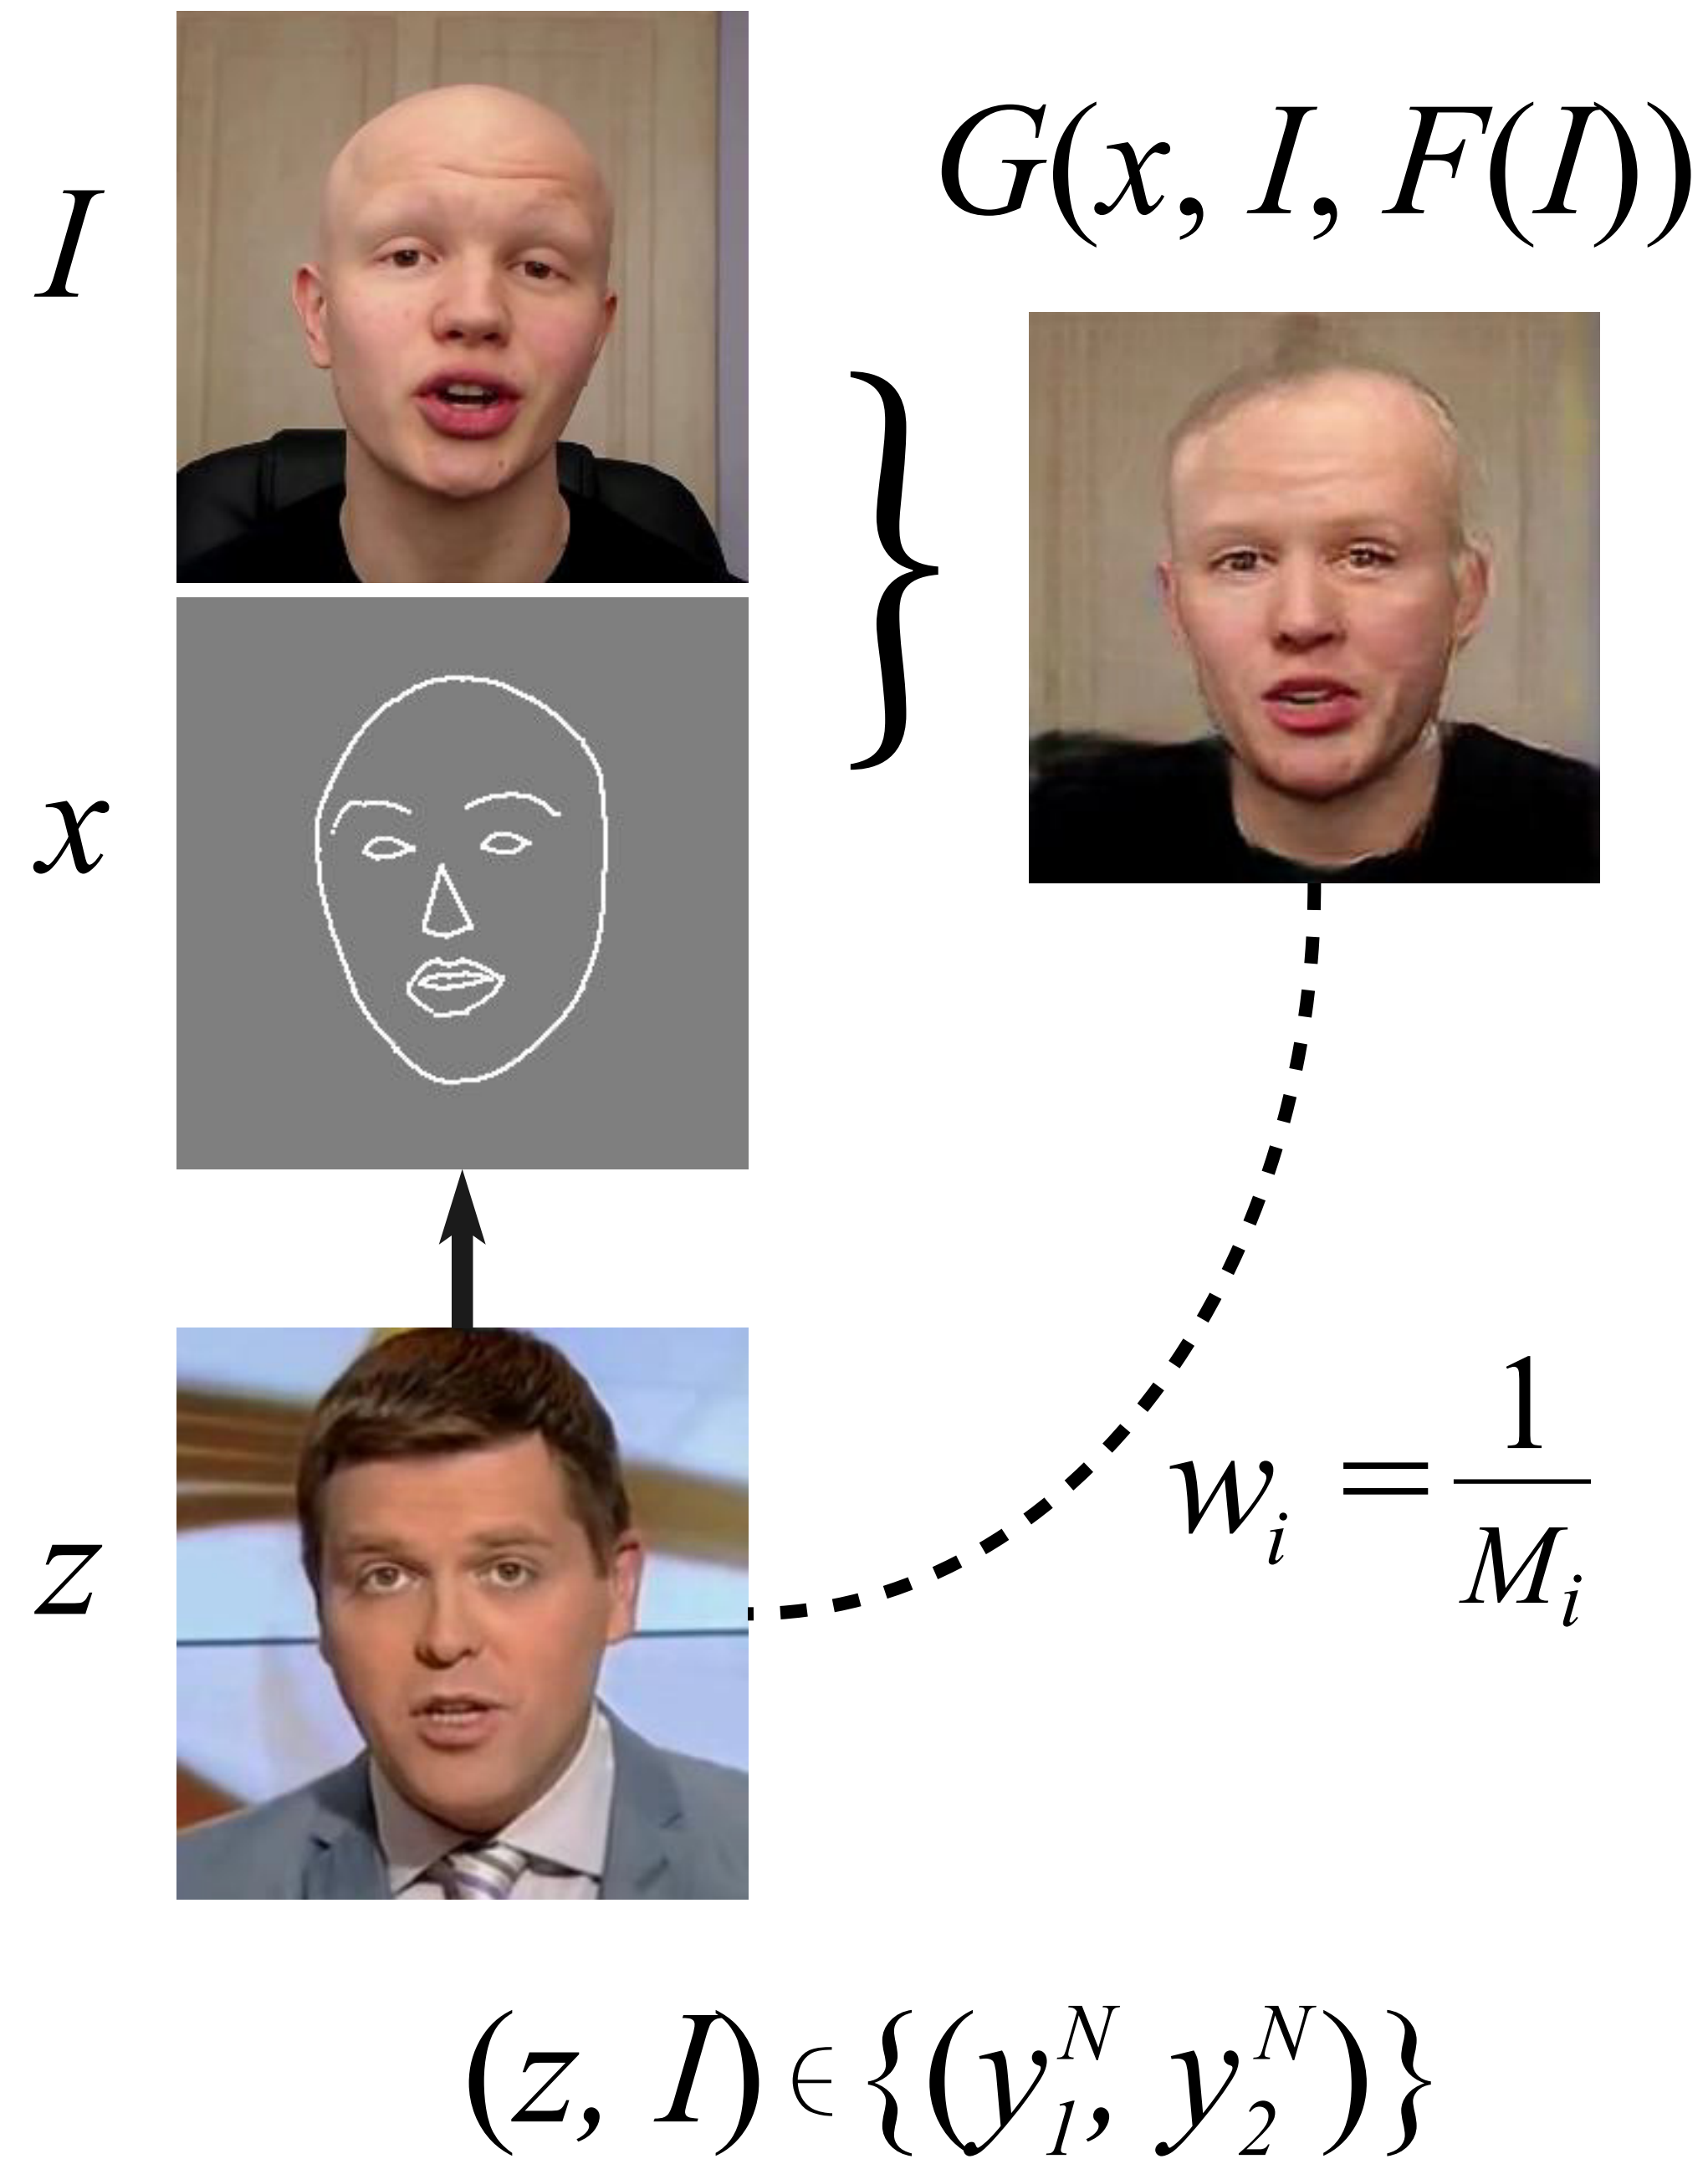 I
G(x, I, F(I))
}
x
z
w_i = 1/M_i
(z, I) ∈ {(y_1^N, y_2^N)}